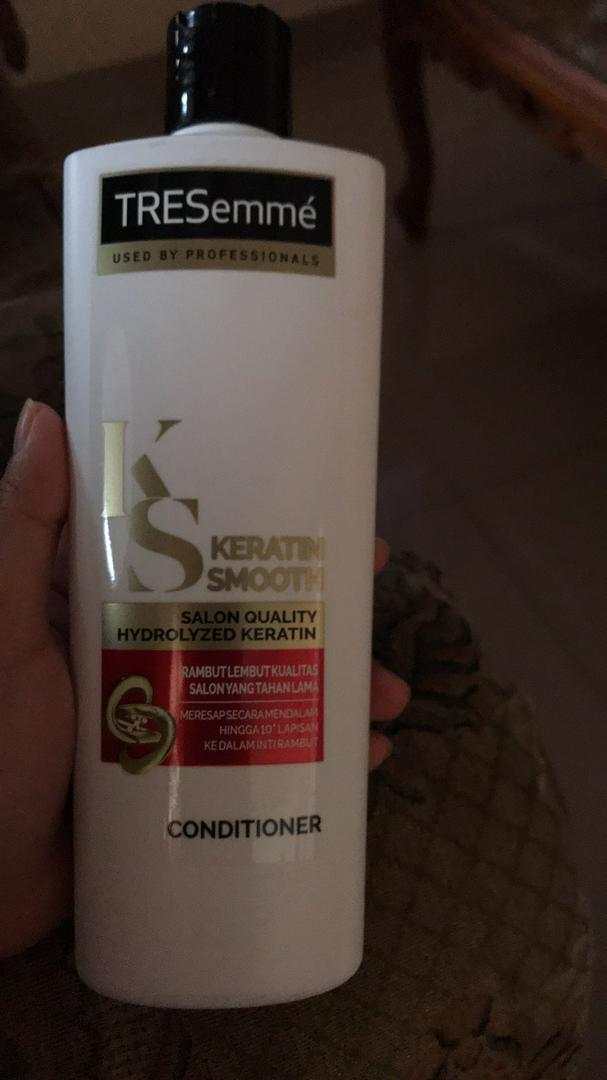 TRESemmé
USED BY PROFESSIONALS
KS
KERATIN
SMOOTH
SALON QUALITY
HYDROLYZED KERATIN
RAMBUT LEMBUT KUALITAS
SALON YANG TAHAN LAMA
MERESAP SECARA MENDALAM
HINGGA 10* LAPISAN
KE DALAM INTI RAMBUT
CONDITIONER